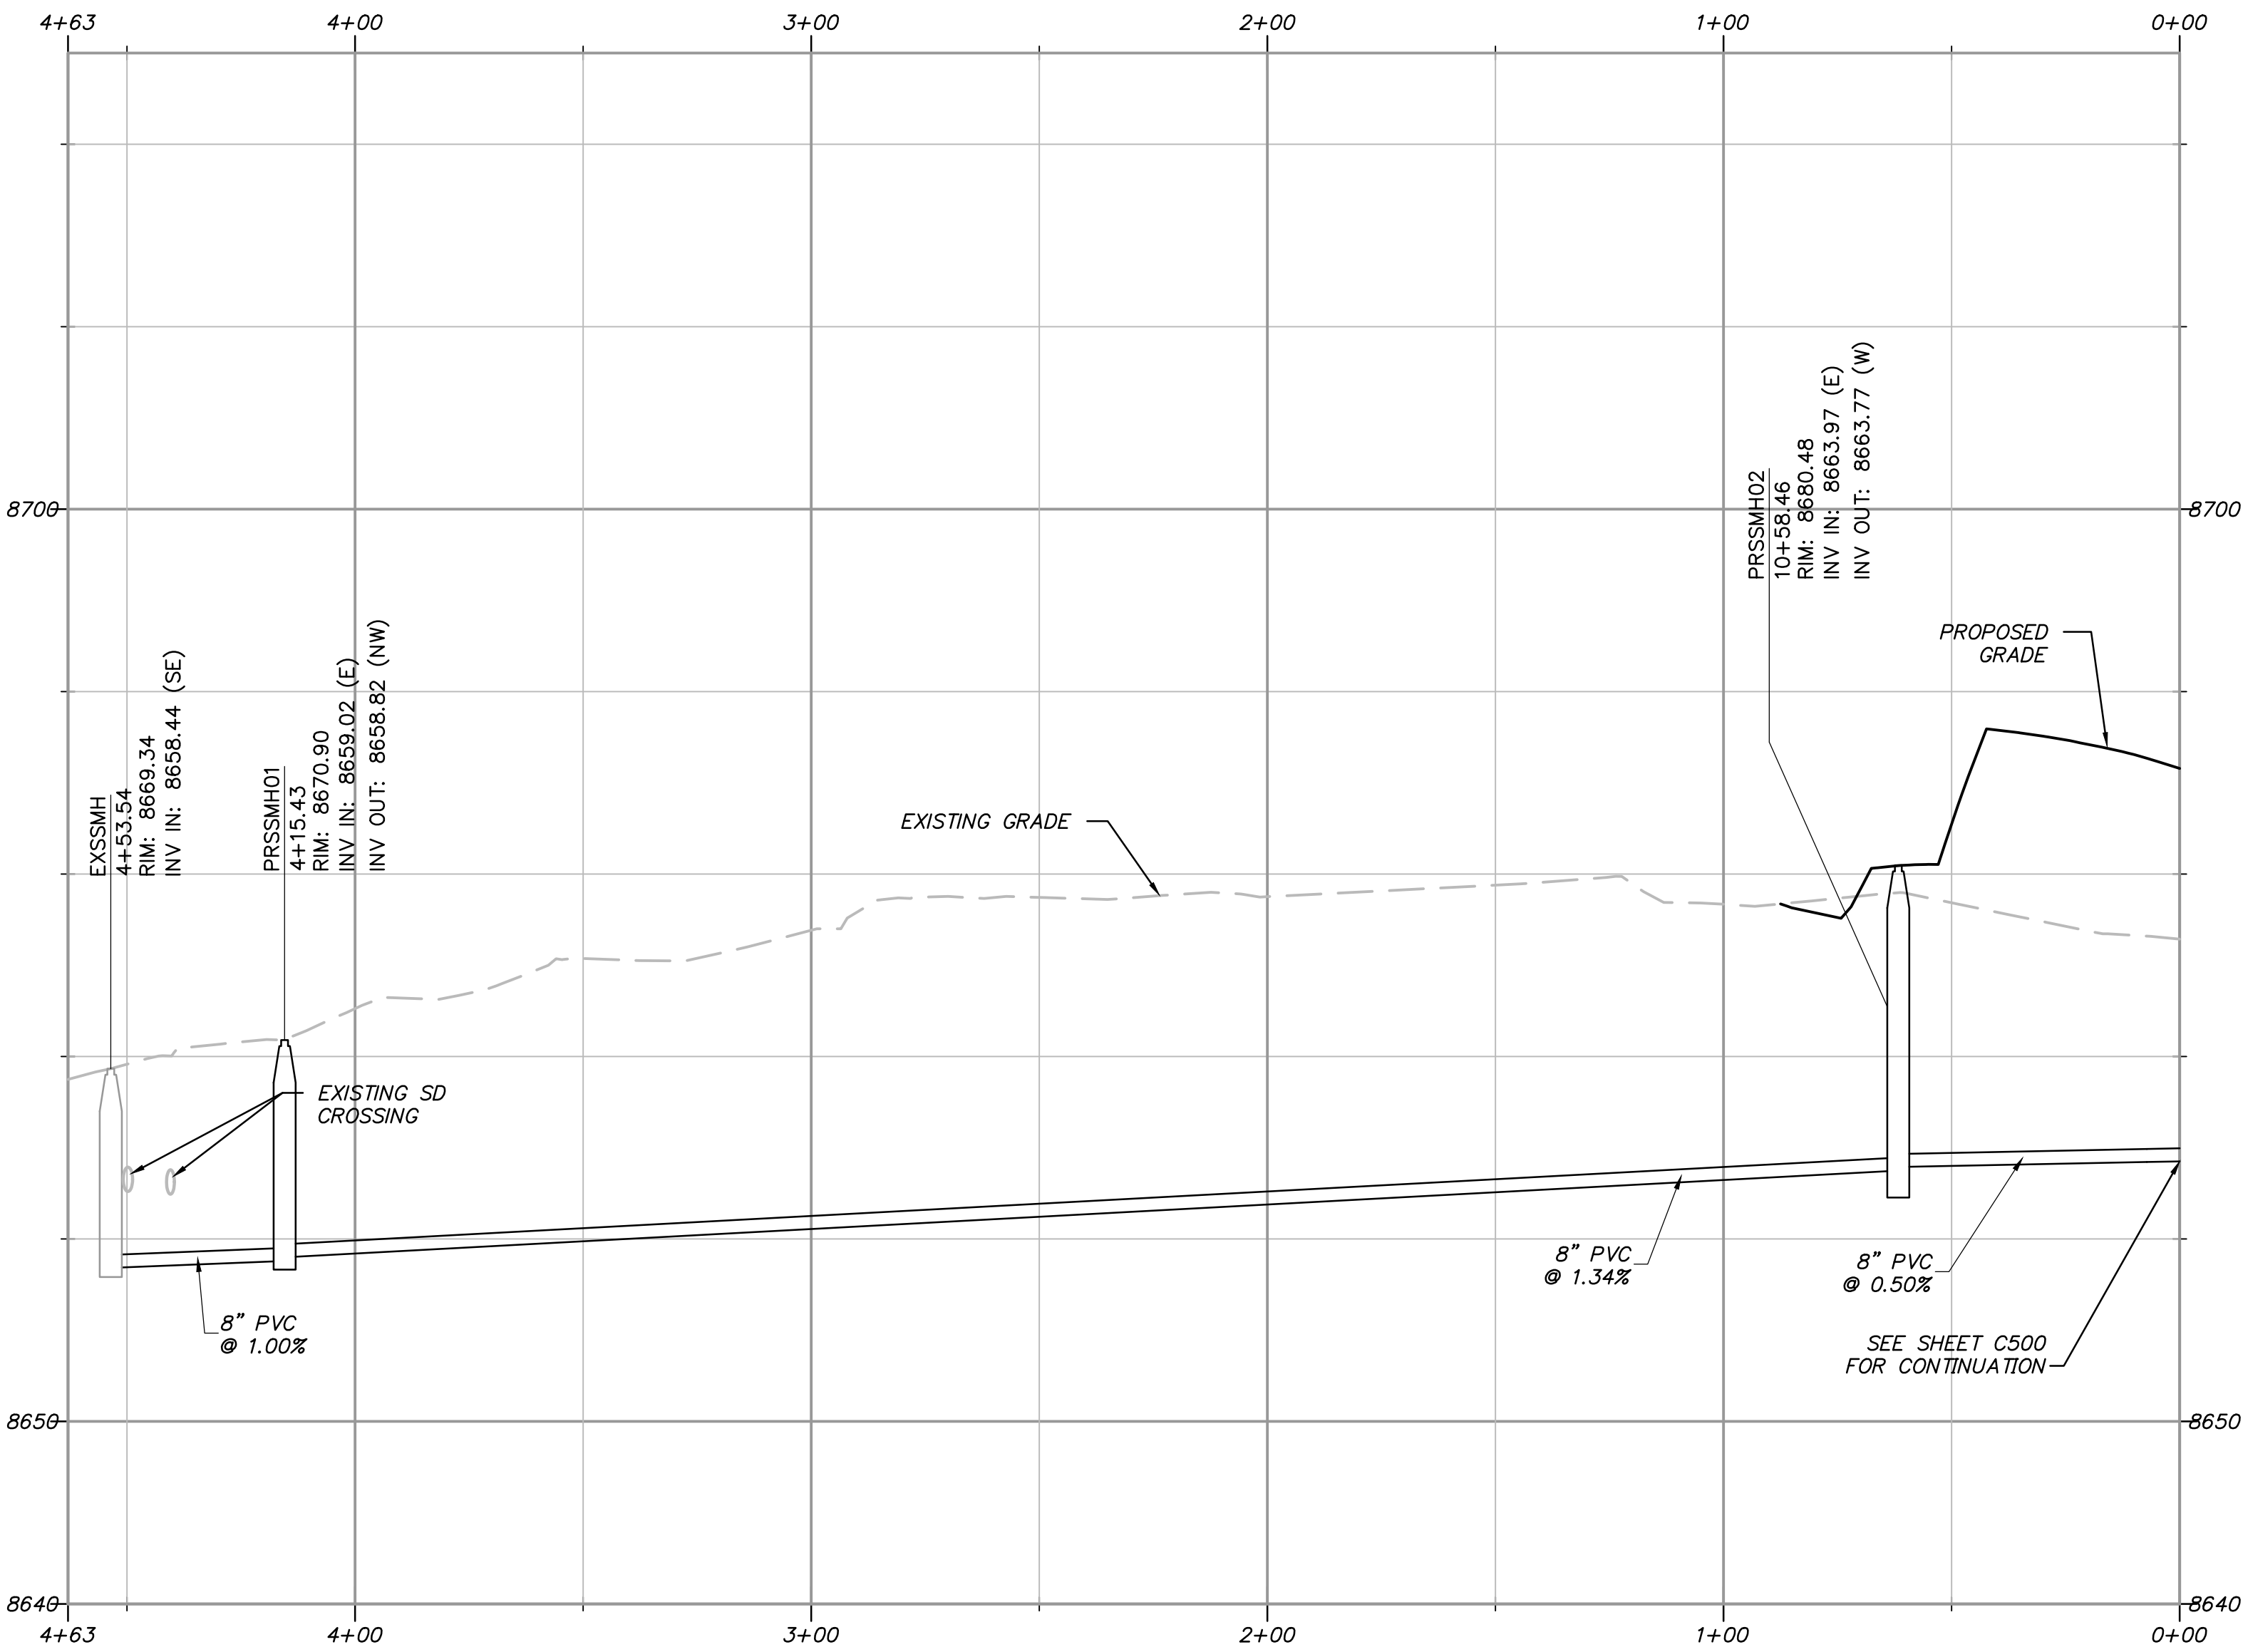 4+63
4+00
3+00
2+00
1+00
0+00
8700
8700
PRSSMH02
10+58.46
RIM: 8680.48
INV IN: 8663.97 (E)
INV OUT: 8663.77 (W)
PROPOSED
GRADE
EXSSMH
4+53.54
RIM: 8669.34
INV IN: 8658.44 (SE)
PRSSMH01
4+15.43
RIM: 8670.90
INV IN: 8659.02 (E)
INV OUT: 8658.82 (NW)
EXISTING GRADE
EXISTING SD
CROSSING
8" PVC
@ 1.00%
8" PVC
@ 1.34%
8" PVC
@ 0.50%
SEE SHEET C500
FOR CONTINUATION
8650
8650
8640
8640
4+63
4+00
3+00
2+00
1+00
0+00